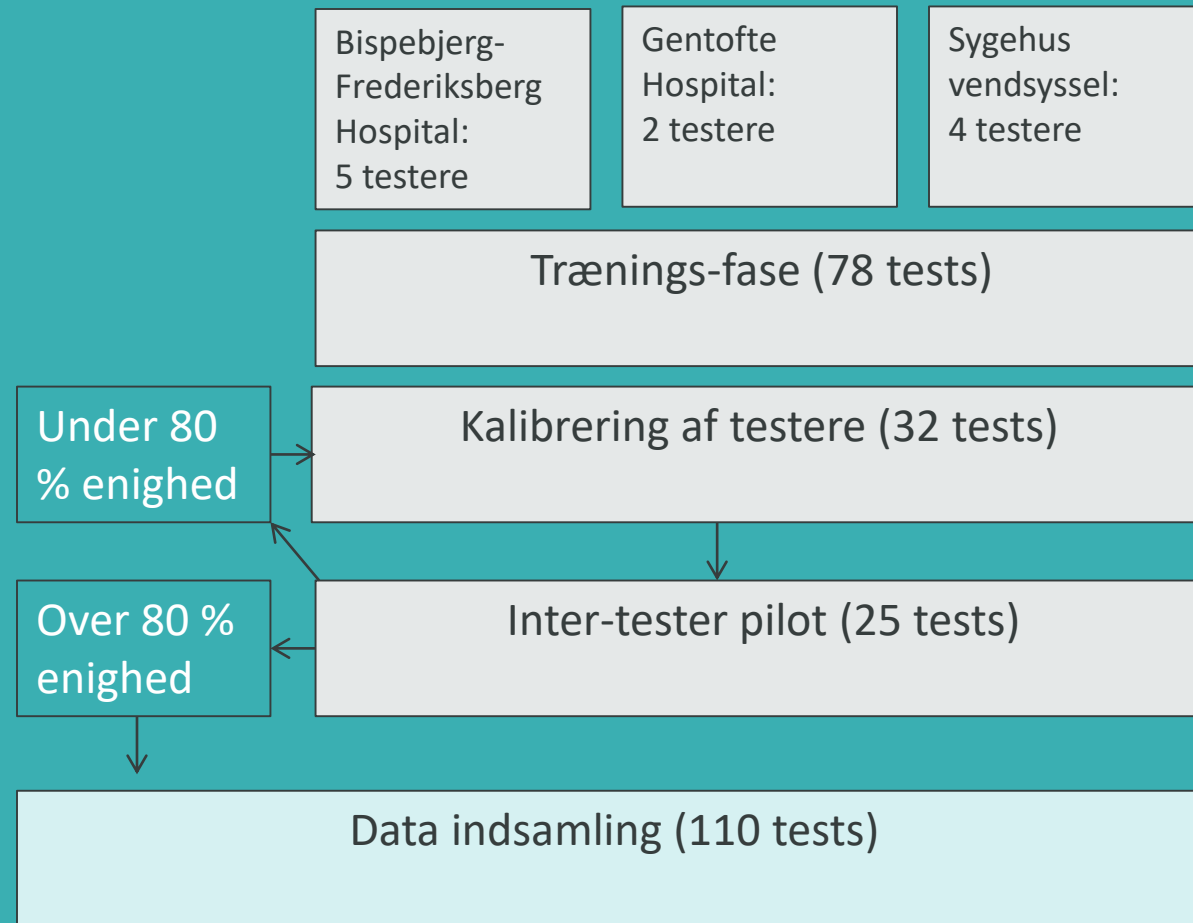 Bispebjerg-
Frederiksberg
Hospital:
5 testere
Gentofte
Hospital:
2 testere
Sygehus
vendsyssel:
4 testere
Trænings-fase (78 tests)
Under 80
% enighed
Kalibrering af testere (32 tests)
Over 80 %
enighed
Inter-tester pilot (25 tests)
Data indsamling (110 tests)